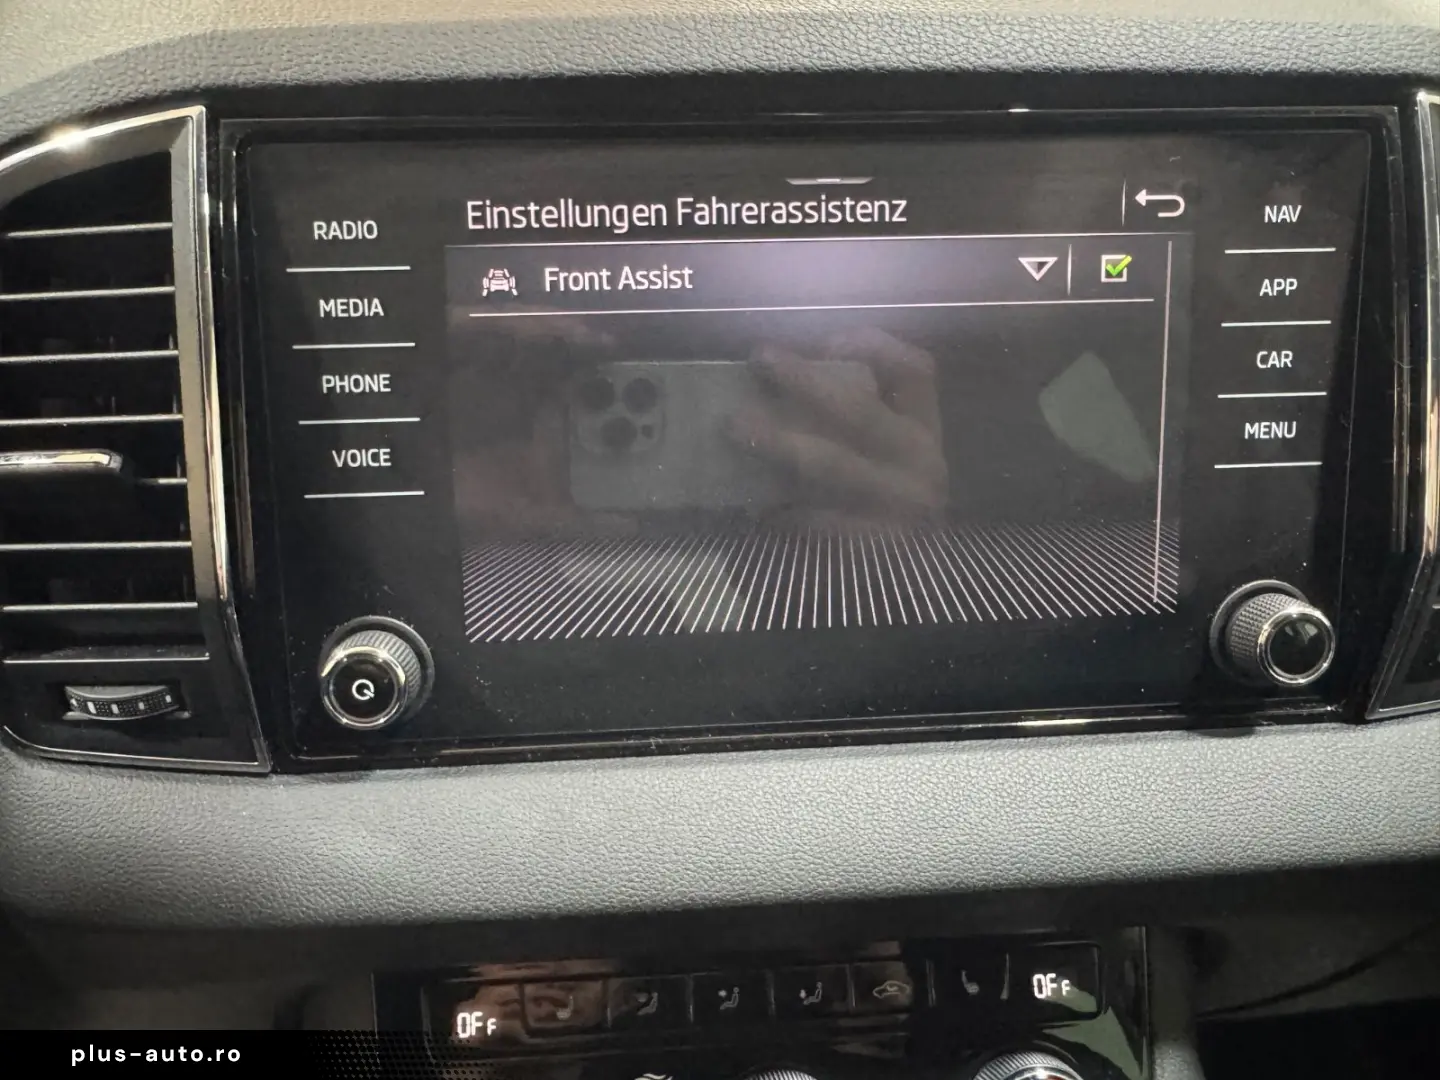 Einstellungen Fahrerassistenz
Front Assist
RADIO
MEDIA
PHONE
VOICE
NAV
APP
CAR
MENU
OFF
OFF
plus-auto.ro